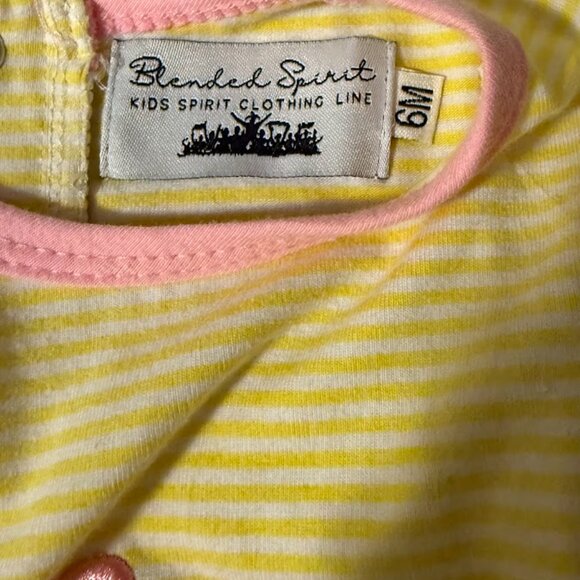 Blended Spirit
KIDS SPIRIT CLOTHING LINE
6M